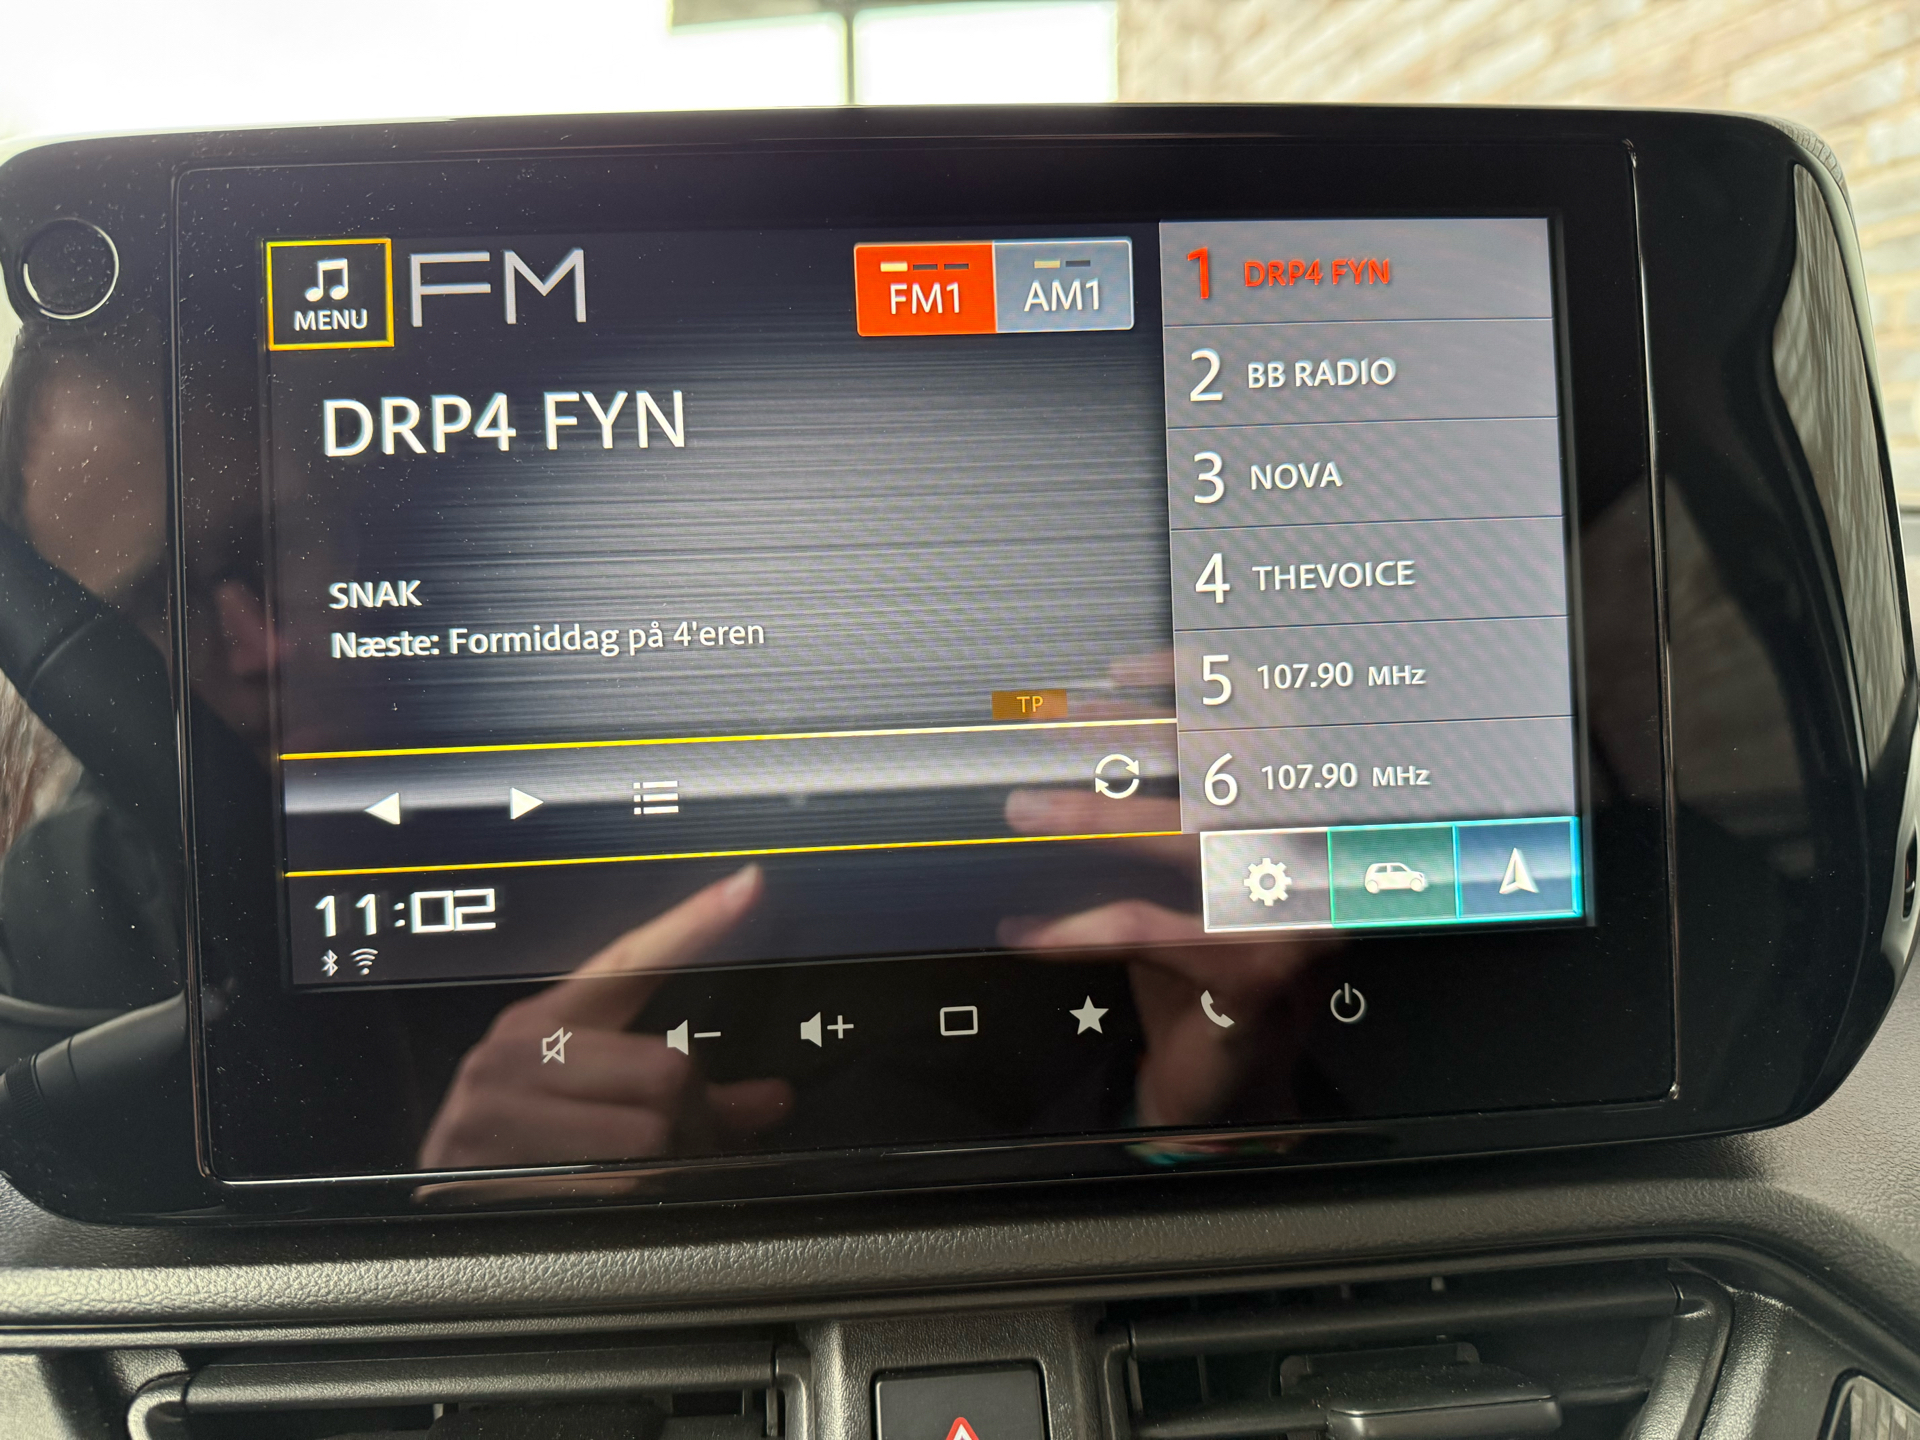 MENU
FM
FM1
AM1
DRP4 FYN
SNAK
Næste: Formiddag på 4'eren
TP
11:02
1 DRP4 FYN
2 BB RADIO
3 NOVA
4 THEVOICE
5 107.90 MHz
6 107.90 MHz